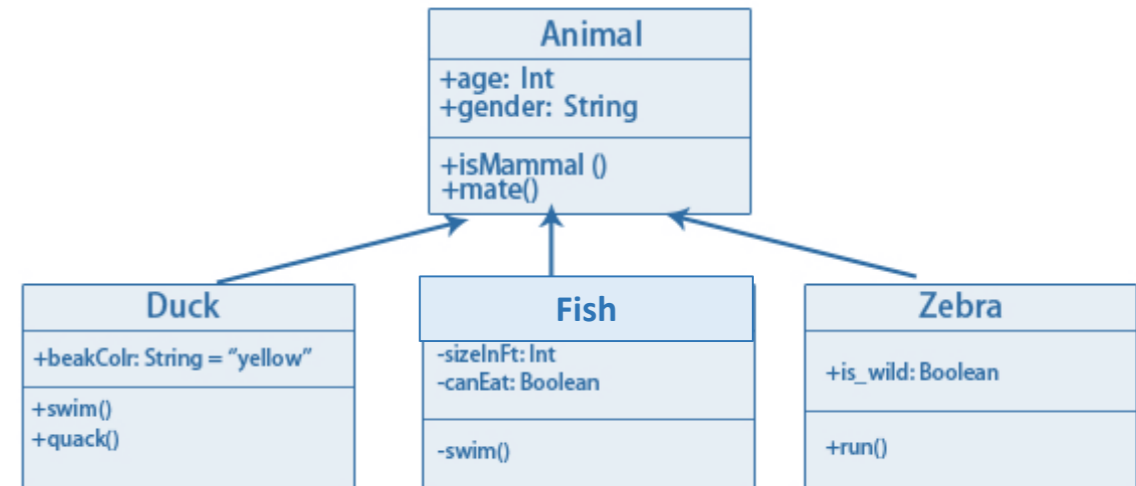 Animal
+age: Int
+gender: String
+isMammal ()
+mate()
Duck
+beakColr: String = “yellow”
+swim()
+quack()
Fish
-sizeInFt: Int
-canEat: Boolean
-swim()
Zebra
+is_wild: Boolean
+run()